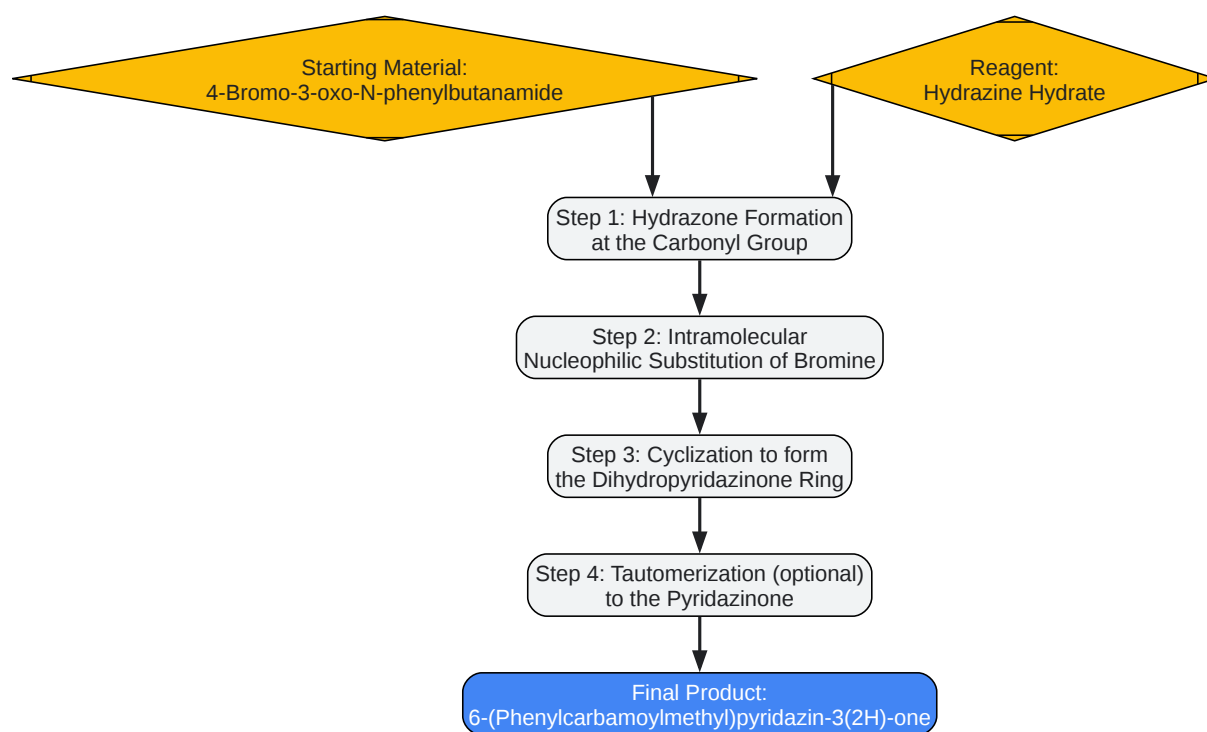 Starting Material:
4-Bromo-3-oxo-N-phenylbutanamide
Reagent:
Hydrazine Hydrate
Step 1: Hydrazone Formation
at the Carbonyl Group
Step 2: Intramolecular
Nucleophilic Substitution of Bromine
Step 3: Cyclization to form
the Dihydropyridazinone Ring
Step 4: Tautomerization (optional)
to the Pyridazinone
Final Product:
6-(Phenylcarbamoylmethyl)pyridazin-3(2H)-one